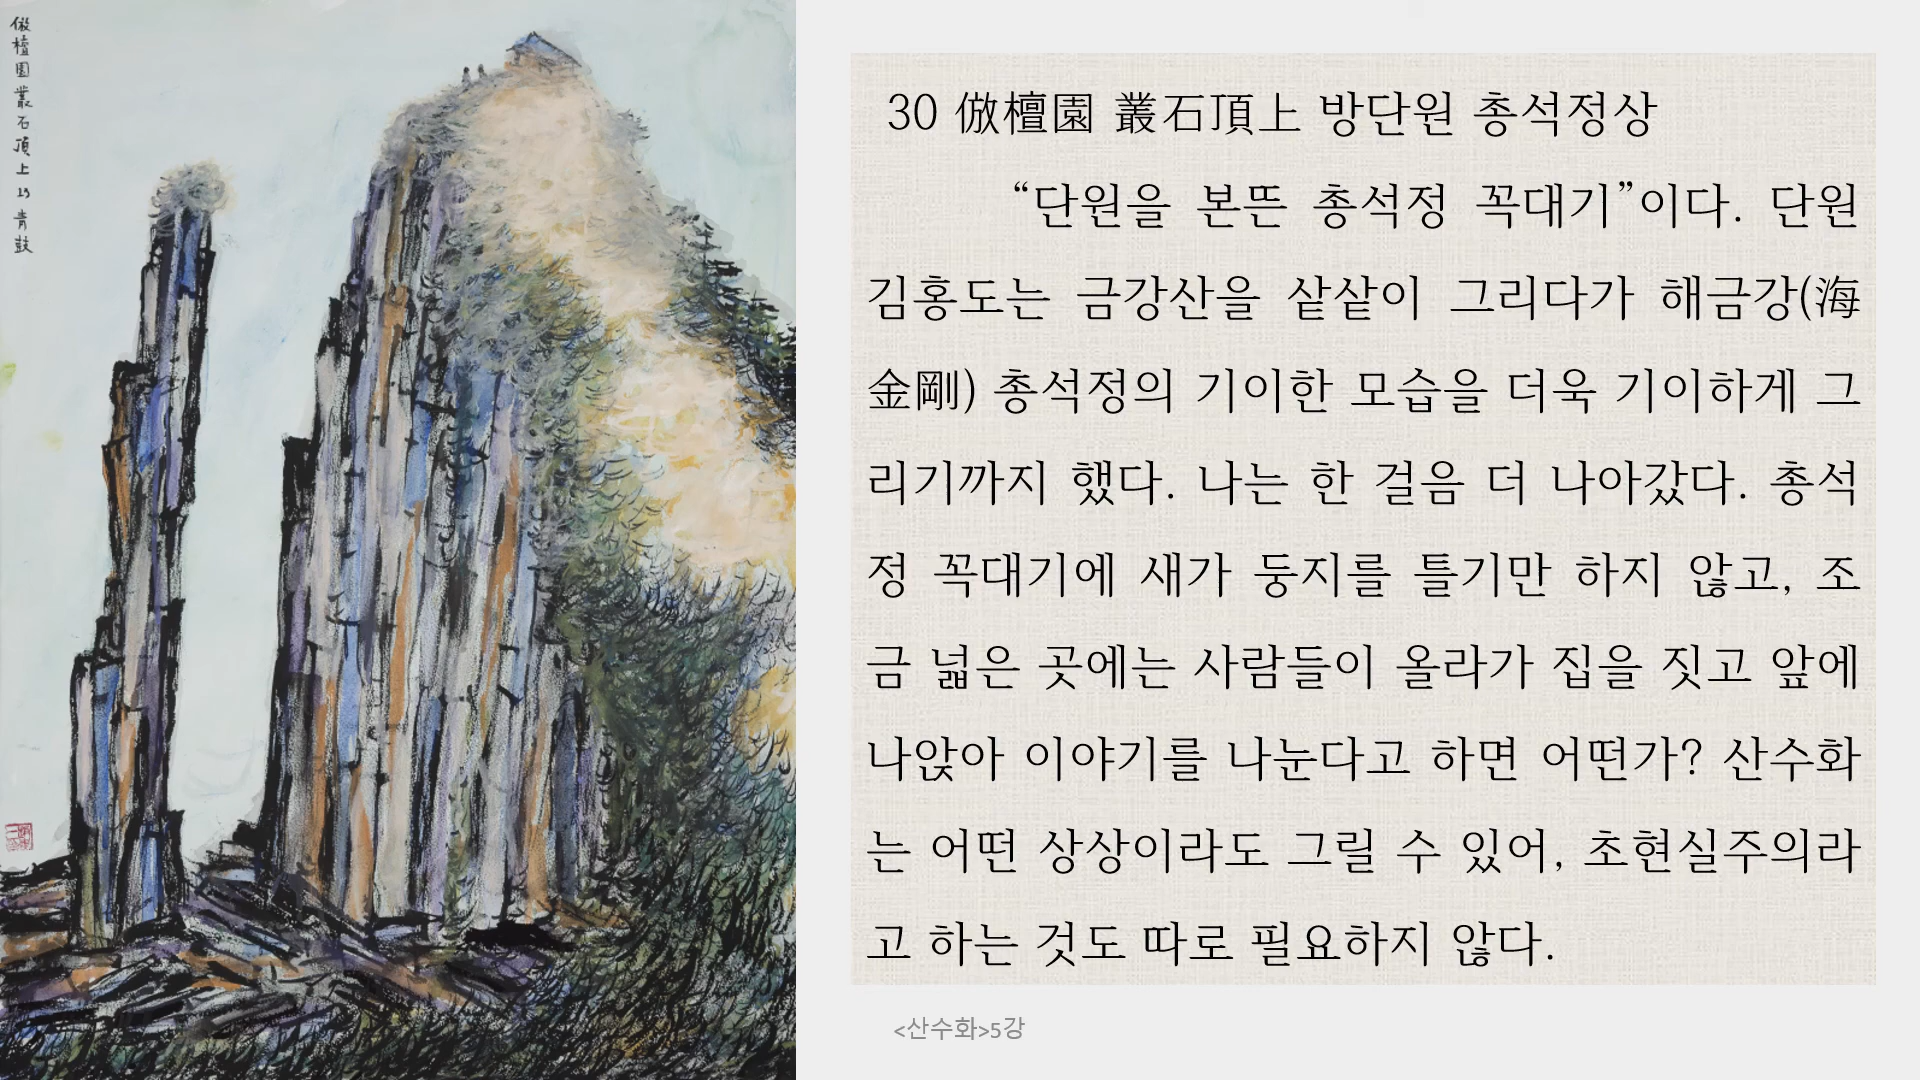 倣檀園叢石頂上 13 靑鼓
30 倣檀園 叢石頂上 방단원 총석정상
“단원을 본뜬 총석정 꼭대기”이다. 단원
김홍도는 금강산을 샅샅이 그리다가 해금강(海
金剛) 총석정의 기이한 모습을 더욱 기이하게 그
리기까지 했다. 나는 한 걸음 더 나아갔다. 총석
정 꼭대기에 새가 둥지를 틀기만 하지 않고, 조
금 넓은 곳에는 사람들이 올라가 집을 짓고 앞에
나앉아 이야기를 나눈다고 하면 어떤가? 산수화
는 어떤 상상이라도 그릴 수 있어, 초현실주의라
고 하는 것도 따로 필요하지 않다.
<산수화>5강